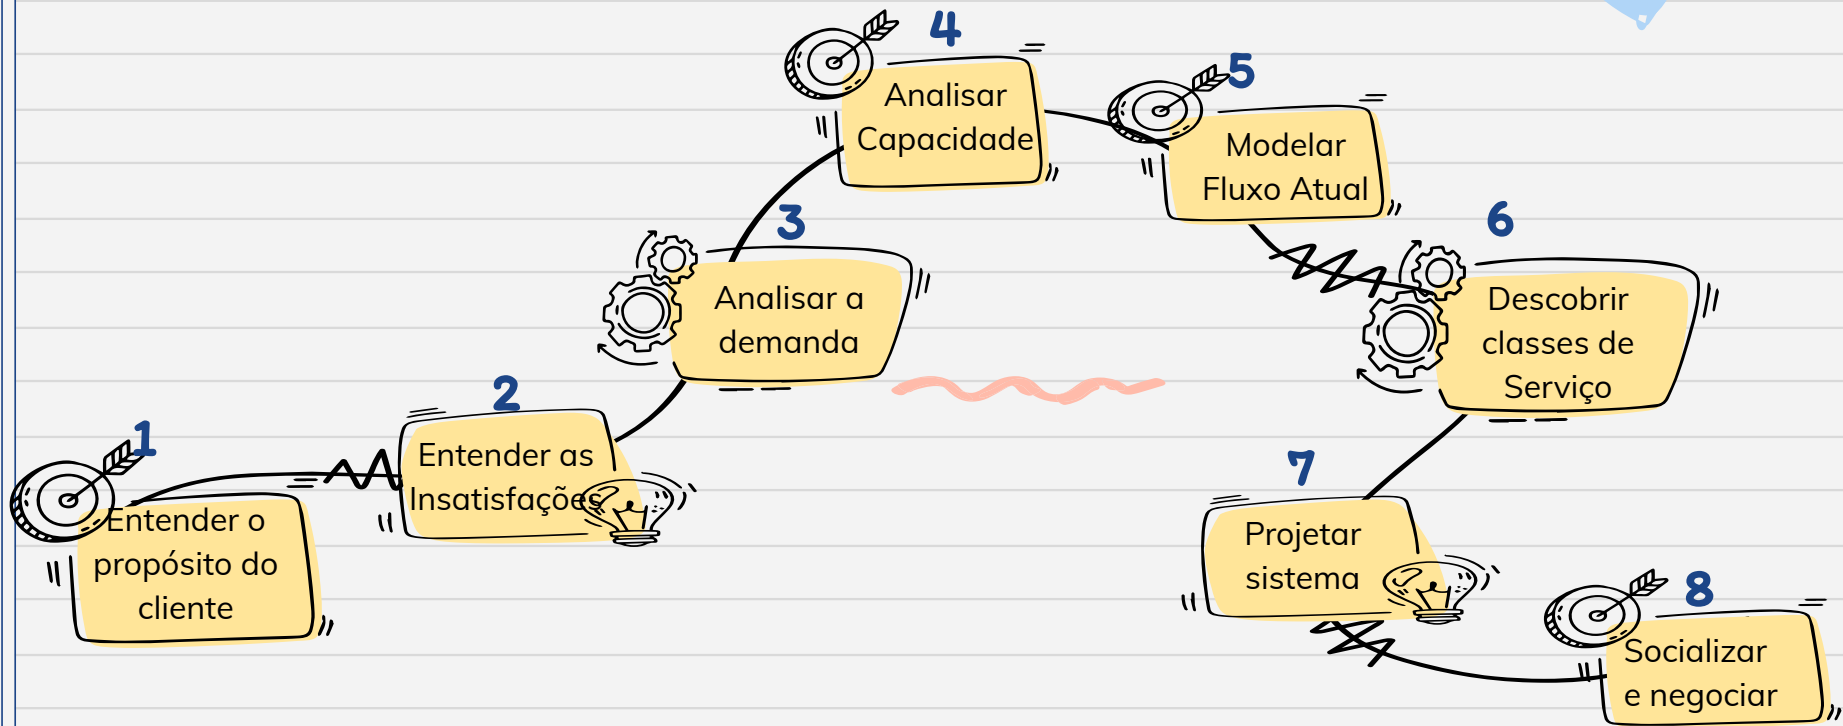 1
Entender o
propósito do
cliente
2
Entender as
Insatisfações
3
Analisar a
demanda
4
Analisar
Capacidade
5
Modelar
Fluxo Atual
6
Descobrir
classes de
Serviço
7
Projetar
sistema
8
Socializar
e negociar